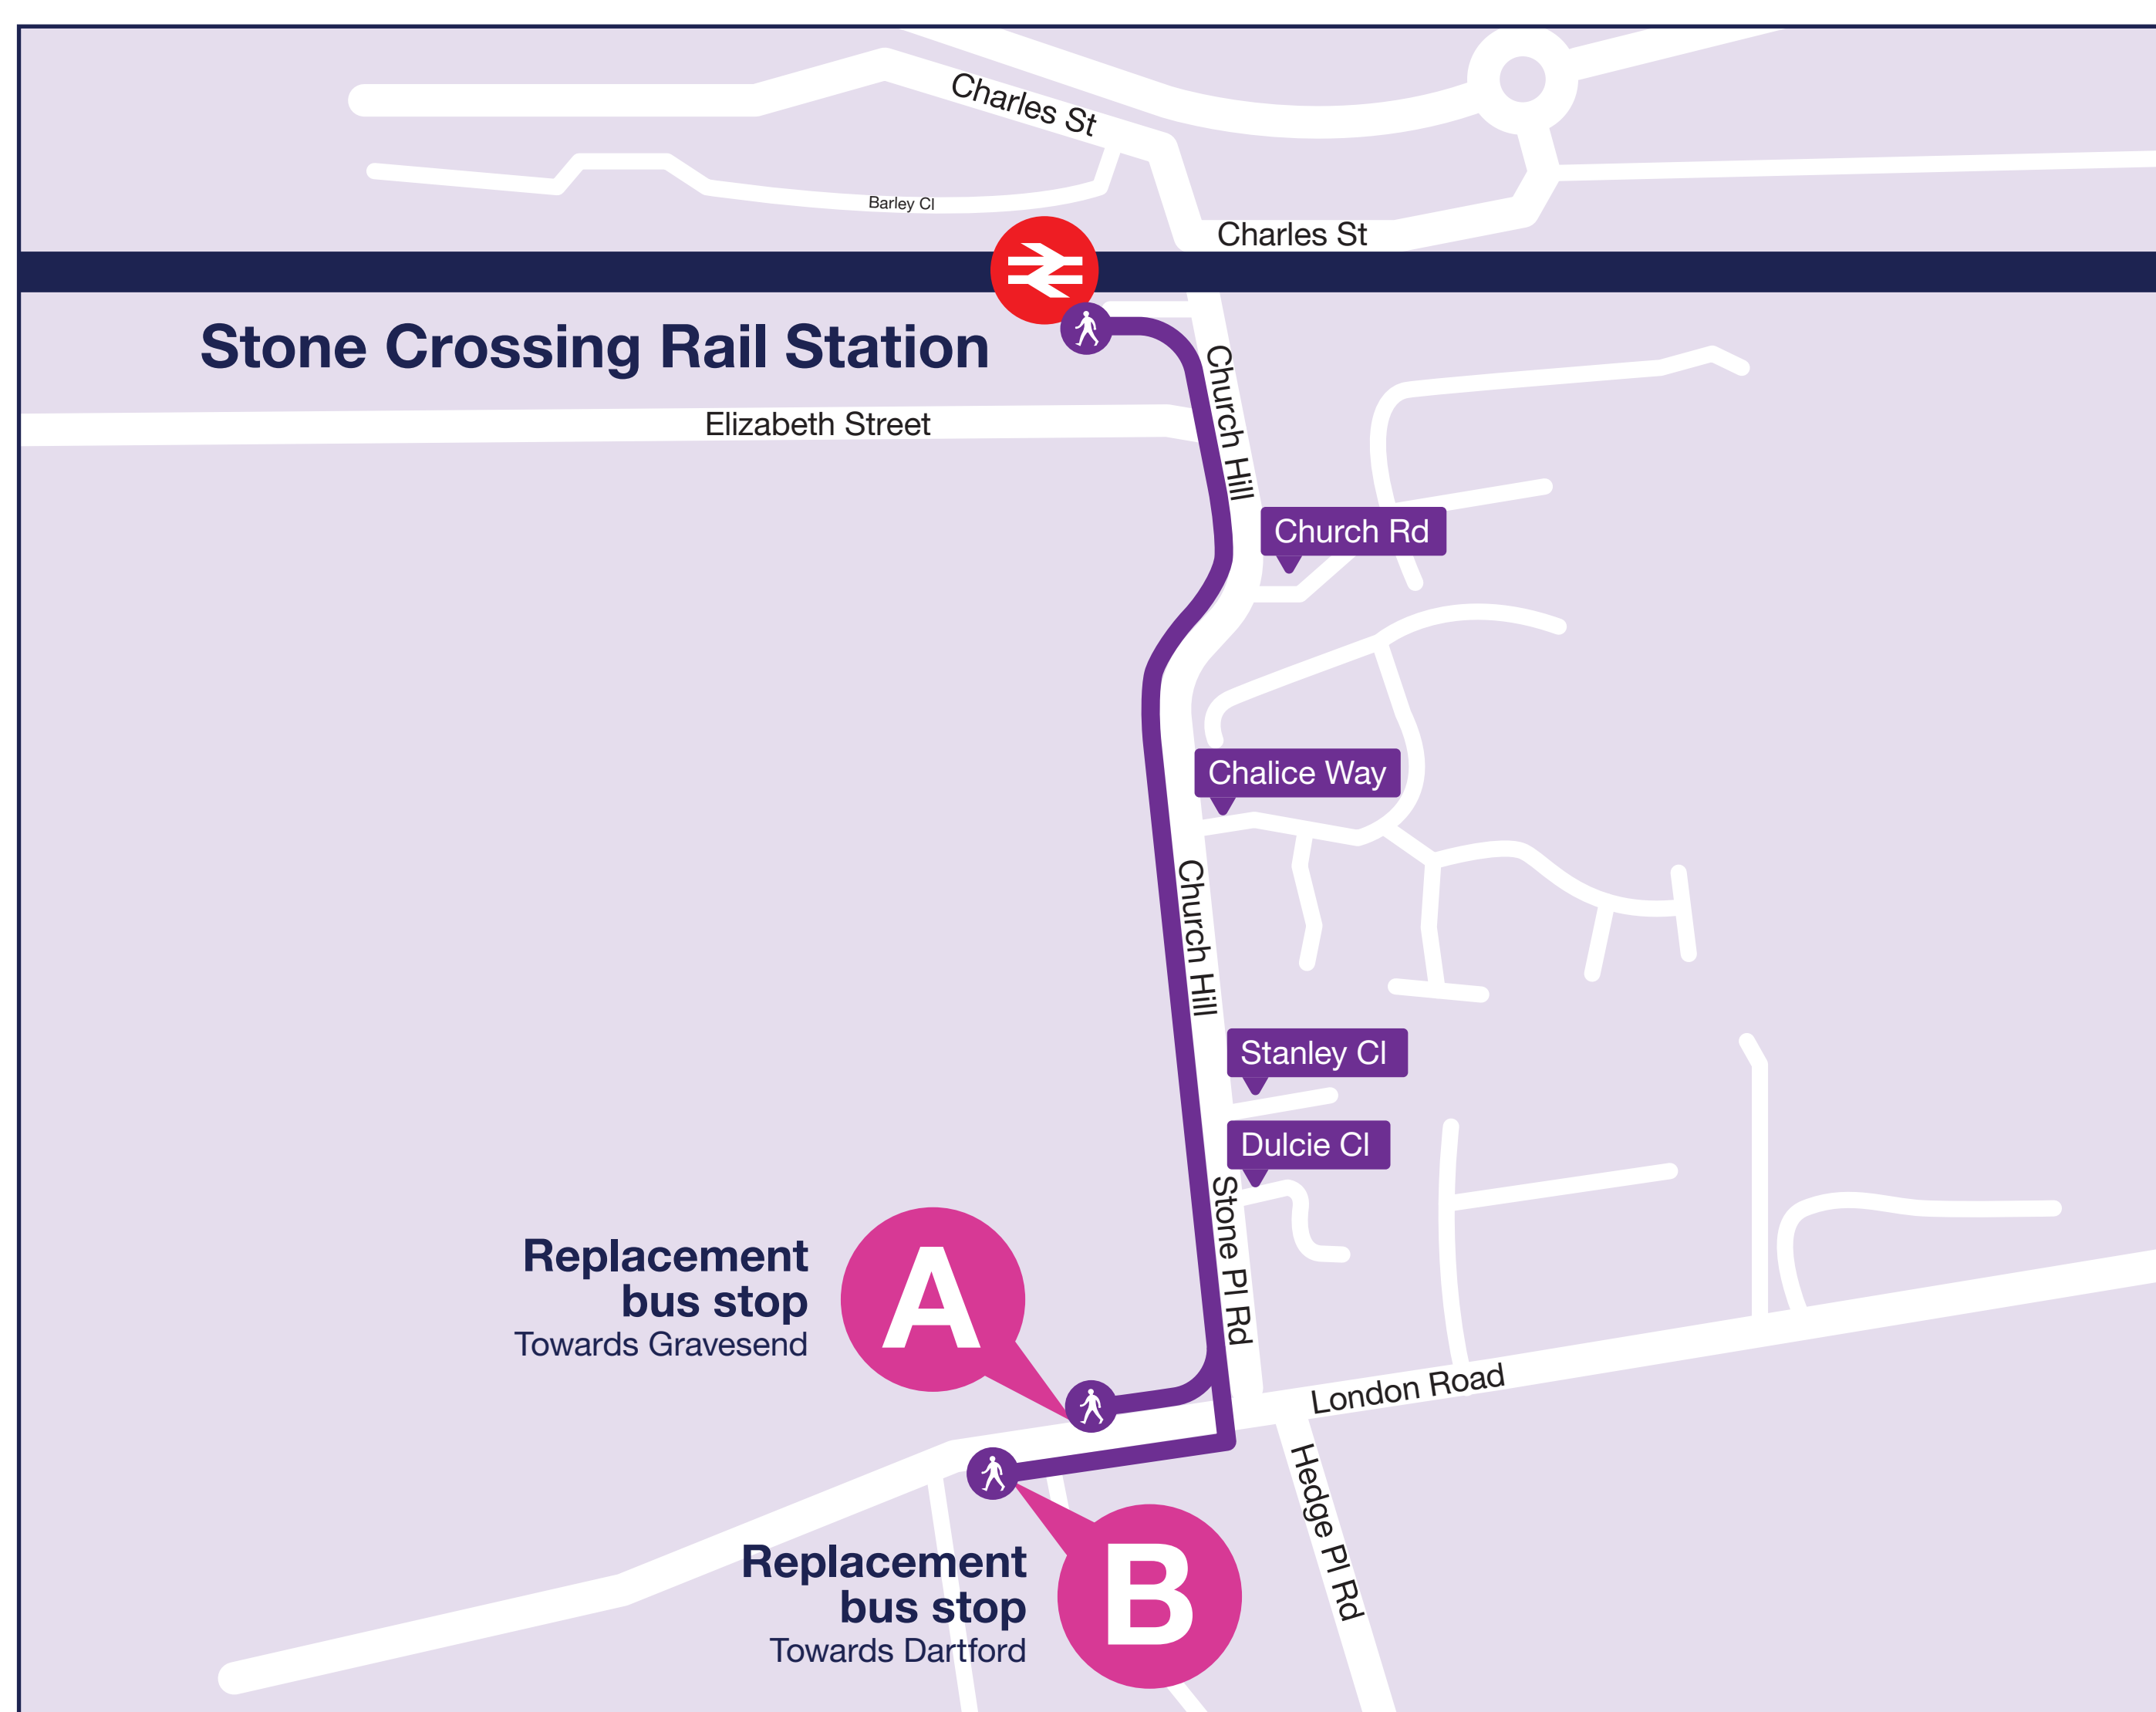 Charles St
Barley Cl
Charles St
Stone Crossing Rail Station
Church Hill
Elizabeth Street
Church Rd
Chalice Way
Church Hill
Stanley Cl
Dulcie Cl
Stone Pl Rd
Replacement
bus stop
Towards Gravesend
A
London Road
Hedge Pl Rd
Replacement
bus stop
Towards Dartford
B